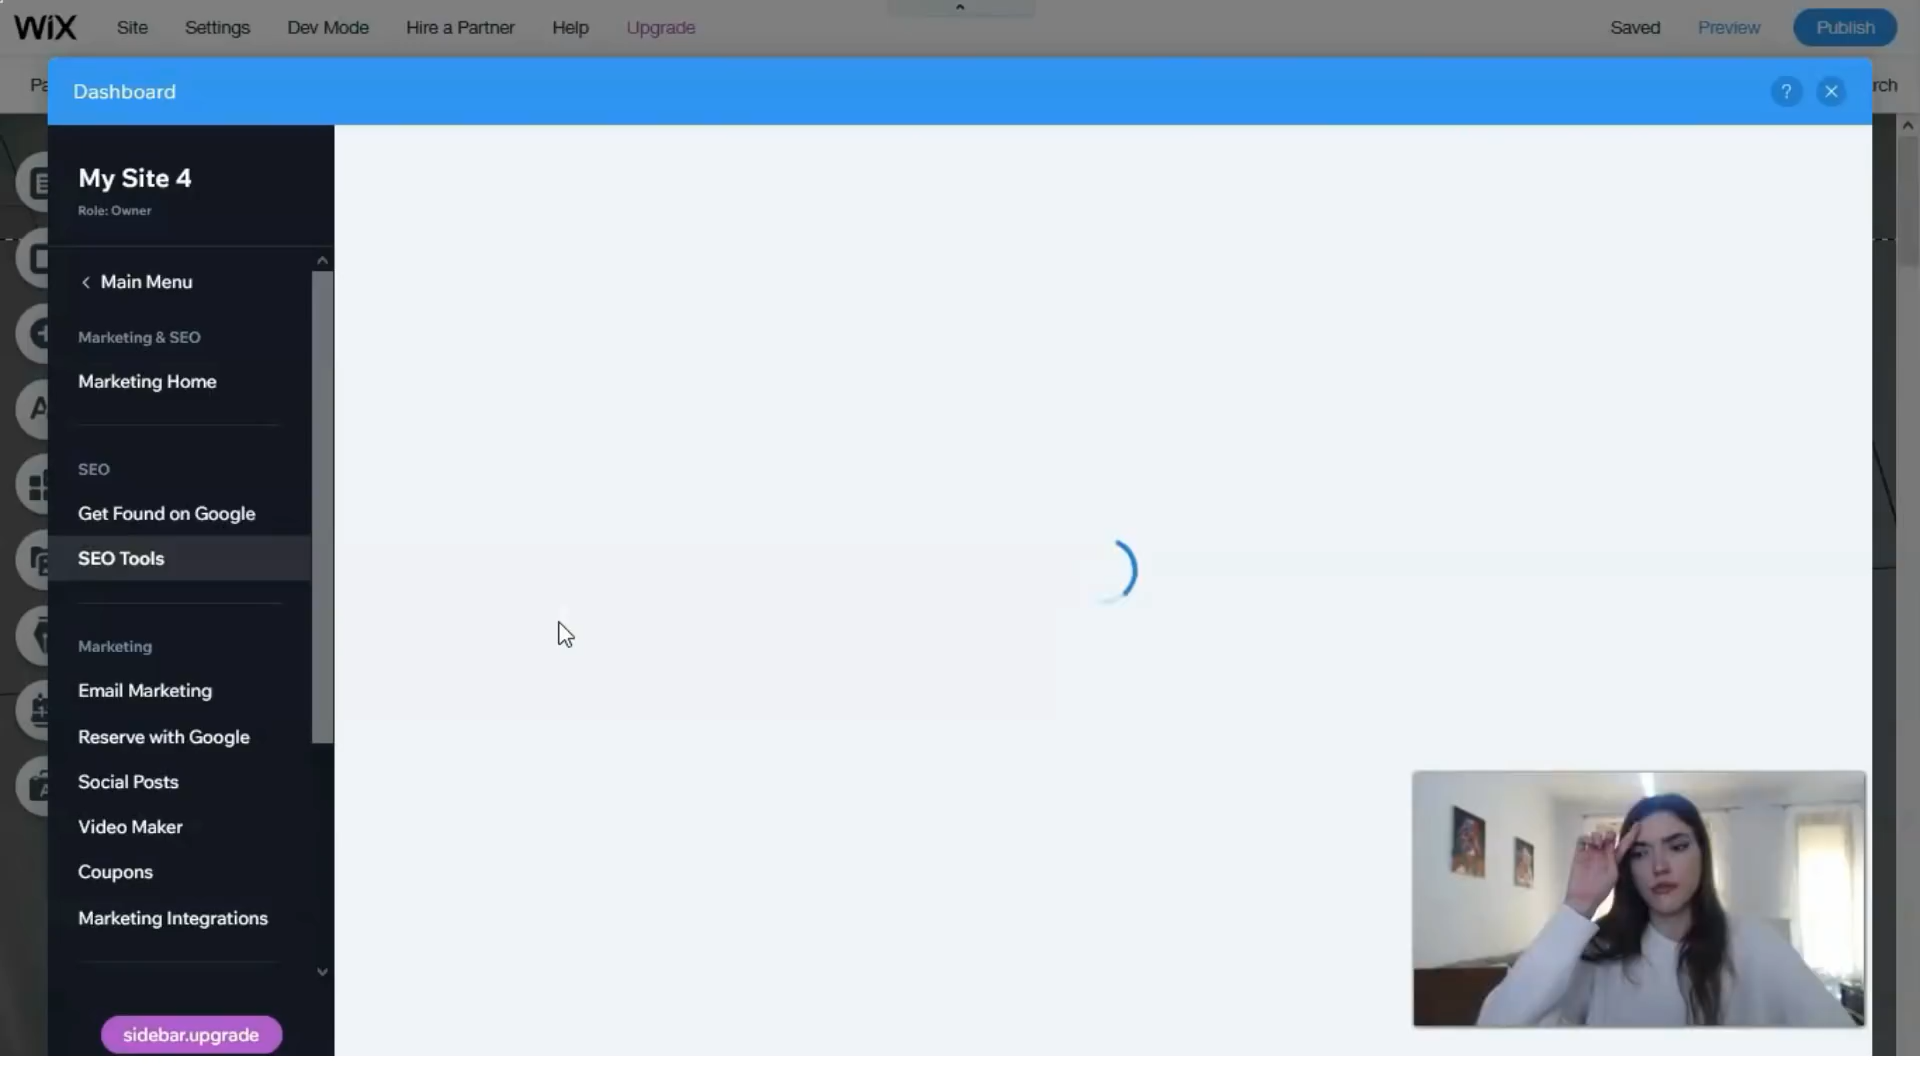 WiX Site Settings Dev Mode Hire a Partner Help Upgrade Saved Preview Publish
Pa rch
Dashboard ?
My Site 4
Role: Owner
Main Menu
Marketing & SEO
Marketing Home
SEO
Get Found on Google
SEO Tools
Marketing
Email Marketing
Reserve with Google
Social Posts
Video Maker
Coupons
Marketing Integrations
sidebar.upgrade